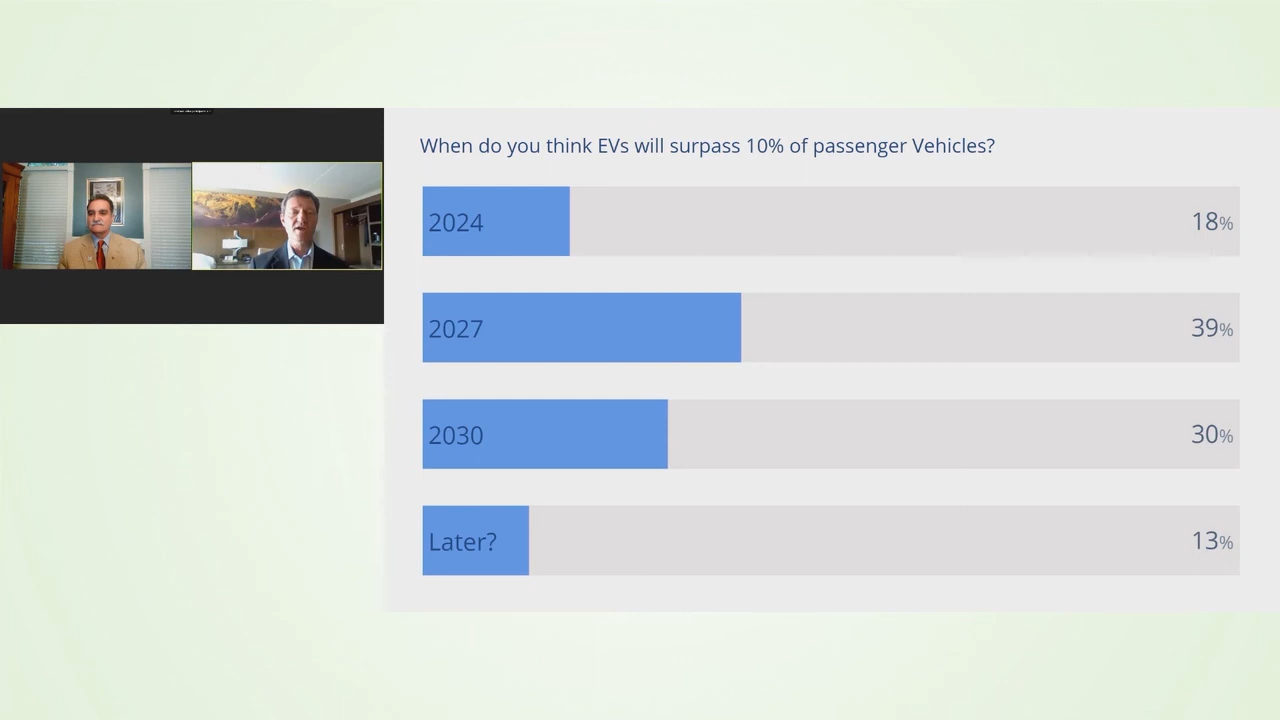 When do you think EVs will surpass 10% of passenger Vehicles?
2024 18%
2027 39%
2030 30%
Later? 13%